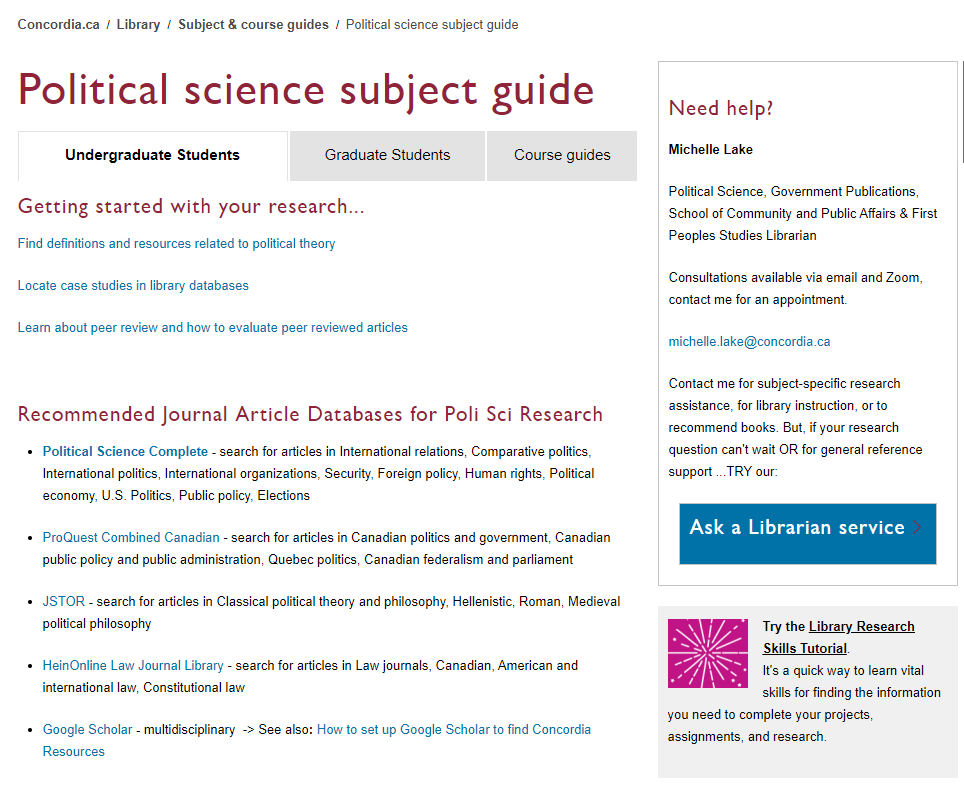 Concordia.ca / Library / Subject & course guides / Political science subject guide
Political science subject guide
Undergraduate Students
Graduate Students
Course guides
Getting started with your research...
Find definitions and resources related to political theory
Locate case studies in library databases
Learn about peer review and how to evaluate peer reviewed articles
Recommended Journal Article Databases for Poli Sci Research
Political Science Complete - search for articles in International relations, Comparative politics,
International politics, International organizations, Security, Foreign policy, Human rights, Political
economy, U.S. Politics, Public policy, Elections
ProQuest Combined Canadian - search for articles in Canadian politics and government, Canadian
public policy and public administration, Quebec politics, Canadian federalism and parliament
JSTOR - search for articles in Classical political theory and philosophy, Hellenistic, Roman, Medieval
political philosophy
HeinOnline Law Journal Library - search for articles in Law journals, Canadian, American and
international law, Constitutional law
Google Scholar - multidisciplinary -> See also: How to set up Google Scholar to find Concordia
Resources
Need help?
Michelle Lake
Political Science, Government Publications,
School of Community and Public Affairs & First
Peoples Studies Librarian
Consultations available via email and Zoom,
contact me for an appointment.
michelle.lake@concordia.ca
Contact me for subject-specific research
assistance, for library instruction, or to
recommend books. But, if your research
question can't wait OR for general reference
support ...TRY our:
Ask a Librarian service
Try the Library Research
Skills Tutorial.
It's a quick way to learn vital
skills for finding the information
you need to complete your projects,
assignments, and research.